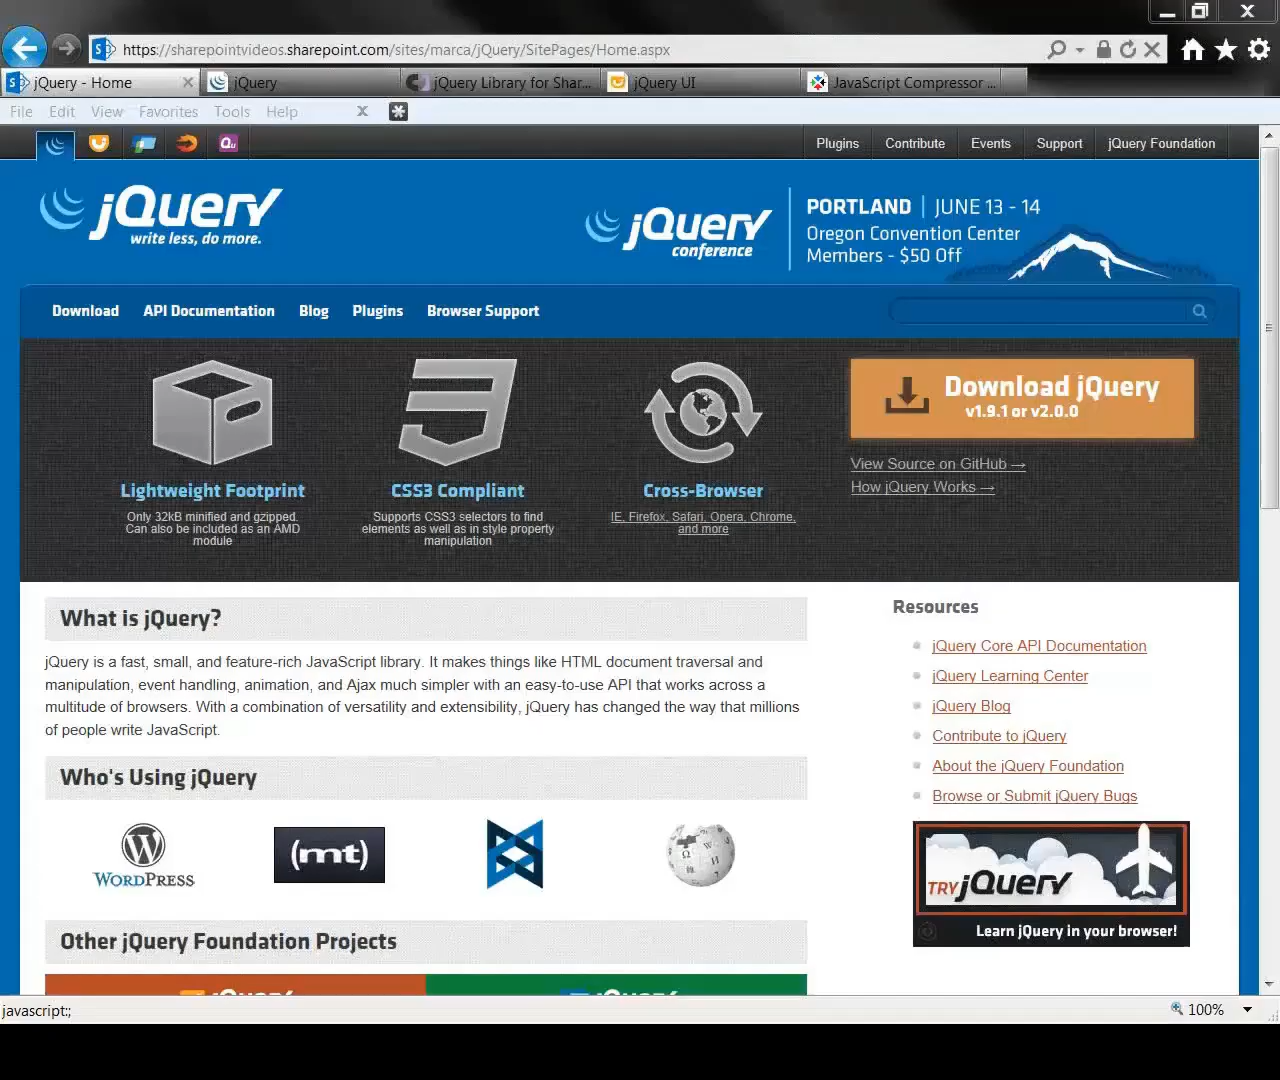 https://sharepointvideos.sharepoint.com/sites/marca/jQuery/SitePages/Home.aspx
jQuery - Home
jQuery
jQuery Library for Shar...
jQuery UI
JavaScript Compressor ...
File Edit View Favorites Tools Help
Plugins Contribute Events Support jQuery Foundation
jQuery
write less, do more.
jQuery
conference
PORTLAND | JUNE 13 - 14
Oregon Convention Center
Members - $50 Off
Download API Documentation Blog Plugins Browser Support
Lightweight Footprint
Only 32kB minified and gzipped.
Can also be included as an AMD
module
CSS3 Compliant
Supports CSS3 selectors to find
elements as well as in style property
manipulation
Cross-Browser
IE, Firefox, Safari, Opera, Chrome,
and more
Download jQuery
v1.9.1 or v2.0.0
View Source on GitHub →
How jQuery Works →
What is jQuery?
jQuery is a fast, small, and feature-rich JavaScript library. It makes things like HTML document traversal and
manipulation, event handling, animation, and Ajax much simpler with an easy-to-use API that works across a
multitude of browsers. With a combination of versatility and extensibility, jQuery has changed the way that millions
of people write JavaScript.
Who's Using jQuery
WORDPRESS
(mt)
Other jQuery Foundation Projects
Resources
jQuery Core API Documentation
jQuery Learning Center
jQuery Blog
Contribute to jQuery
About the jQuery Foundation
Browse or Submit jQuery Bugs
TRY jQuery
Learn jQuery in your browser!
javascript:;
100%